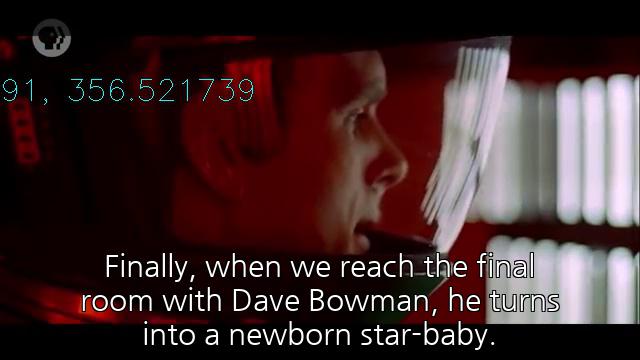 91, 356.521739
Finally, when we reach the final
room with Dave Bowman, he turns
into a newborn star-baby.